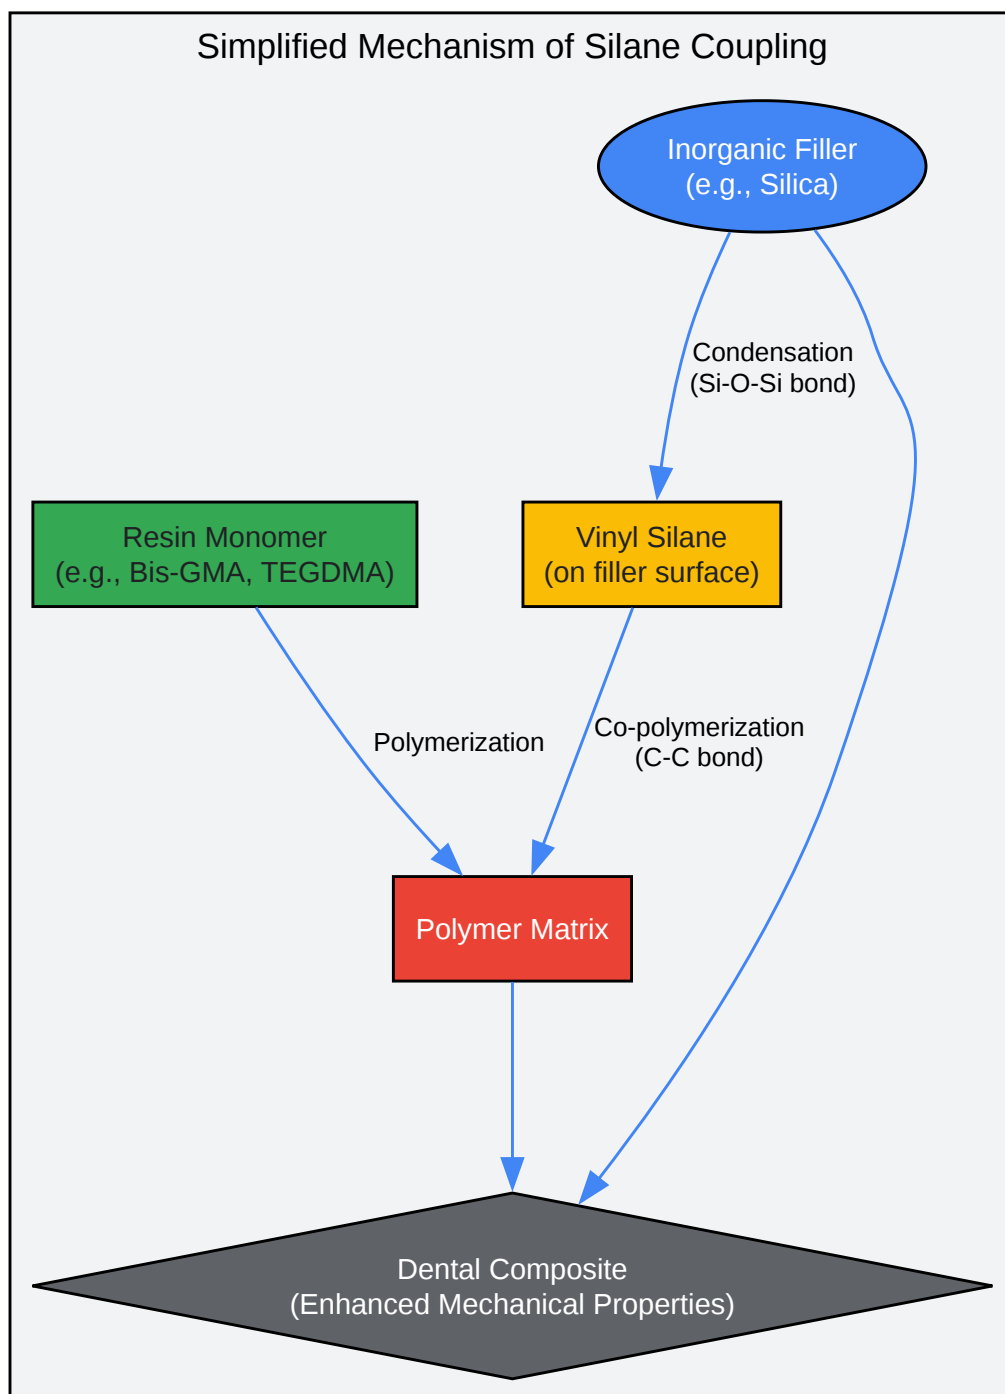 Simplified Mechanism of Silane Coupling
Inorganic Filler
(e.g., Silica)
Condensation
(Si-O-Si bond)
Resin Monomer
(e.g., Bis-GMA, TEGDMA)
Vinyl Silane
(on filler surface)
Polymerization
Co-polymerization
(C-C bond)
Polymer Matrix
Dental Composite
(Enhanced Mechanical Properties)